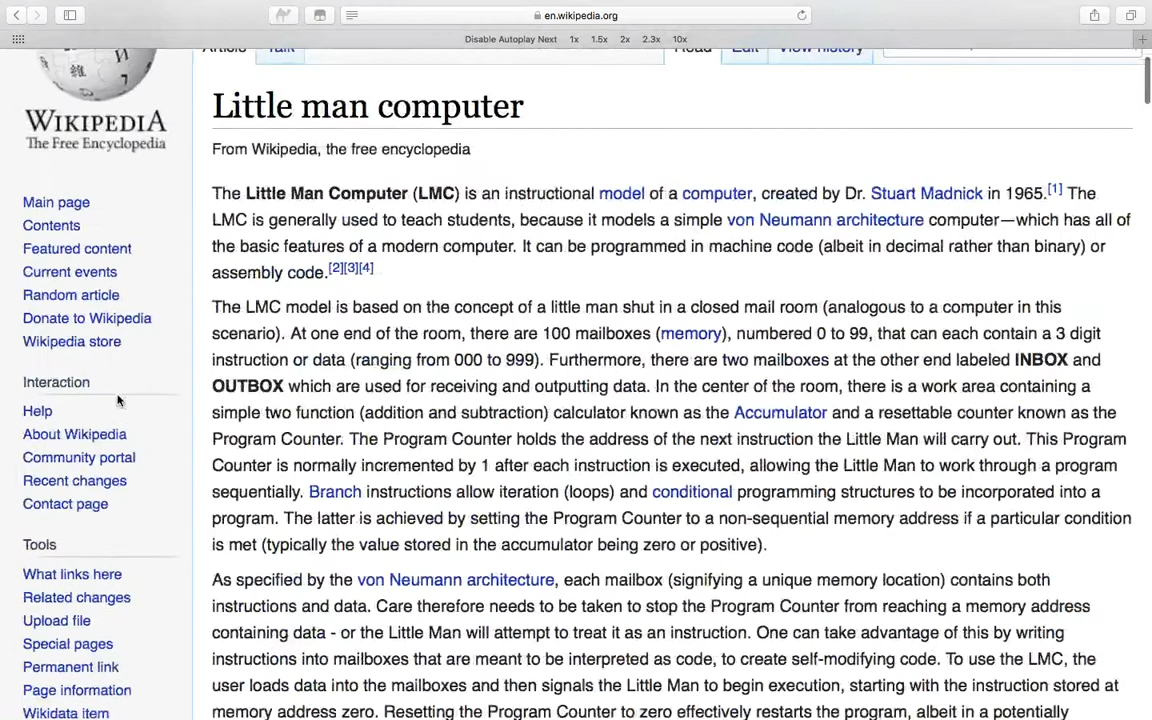 en.wikipedia.org
Disable Autoplay Next 1x 1.5x 2x 2.3x 10x
Article Talk Read Edit View history
WIKIPEDIA
The Free Encyclopedia
Main page
Contents
Featured content
Current events
Random article
Donate to Wikipedia
Wikipedia store
Interaction
Help
About Wikipedia
Community portal
Recent changes
Contact page
Tools
What links here
Related changes
Upload file
Special pages
Permanent link
Page information
Wikidata item
Little man computer
From Wikipedia, the free encyclopedia
The Little Man Computer (LMC) is an instructional model of a computer, created by Dr. Stuart Madnick in 1965.[1] The
LMC is generally used to teach students, because it models a simple von Neumann architecture computer—which has all of
the basic features of a modern computer. It can be programmed in machine code (albeit in decimal rather than binary) or
assembly code.[2][3][4]
The LMC model is based on the concept of a little man shut in a closed mail room (analogous to a computer in this
scenario). At one end of the room, there are 100 mailboxes (memory), numbered 0 to 99, that can each contain a 3 digit
instruction or data (ranging from 000 to 999). Furthermore, there are two mailboxes at the other end labeled INBOX and
OUTBOX which are used for receiving and outputting data. In the center of the room, there is a work area containing a
simple two function (addition and subtraction) calculator known as the Accumulator and a resettable counter known as the
Program Counter. The Program Counter holds the address of the next instruction the Little Man will carry out. This Program
Counter is normally incremented by 1 after each instruction is executed, allowing the Little Man to work through a program
sequentially. Branch instructions allow iteration (loops) and conditional programming structures to be incorporated into a
program. The latter is achieved by setting the Program Counter to a non-sequential memory address if a particular condition
is met (typically the value stored in the accumulator being zero or positive).
As specified by the von Neumann architecture, each mailbox (signifying a unique memory location) contains both
instructions and data. Care therefore needs to be taken to stop the Program Counter from reaching a memory address
containing data - or the Little Man will attempt to treat it as an instruction. One can take advantage of this by writing
instructions into mailboxes that are meant to be interpreted as code, to create self-modifying code. To use the LMC, the
user loads data into the mailboxes and then signals the Little Man to begin execution, starting with the instruction stored at
memory address zero. Resetting the Program Counter to zero effectively restarts the program, albeit in a potentially